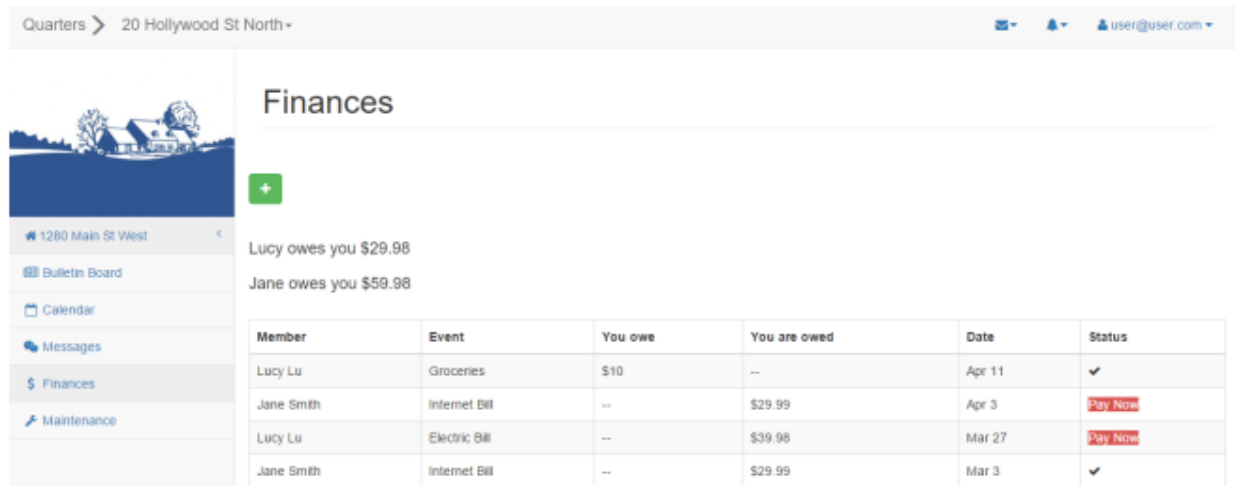 Quarters 20 Hollywood St North
user@user.com
Finances
+
1280 Main St West
Bulletin Board
Calendar
Messages
$ Finances
Maintenance
Lucy owes you $29.98
Jane owes you $59.98
Member Event You owe You are owed Date Status
Lucy Lu Groceries $10 -- Apr 11 ✔
Jane Smith Internet Bill -- $29.99 Apr 3 Pay Now
Lucy Lu Electric Bill -- $39.98 Mar 27 Pay Now
Jane Smith Internet Bill -- $29.99 Mar 3 ✔